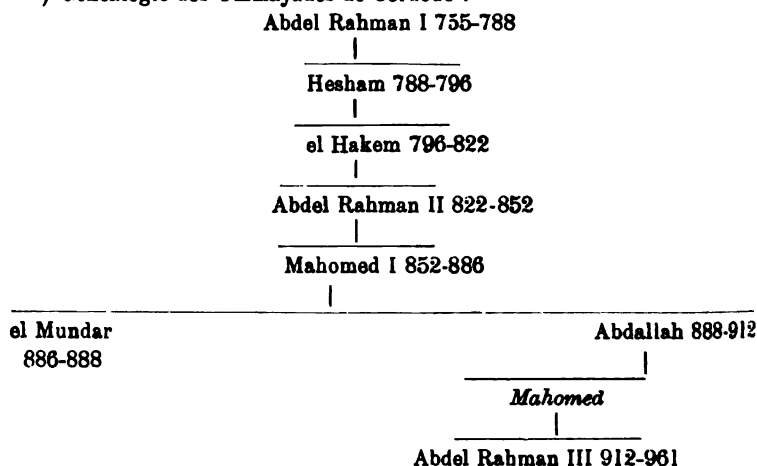 Abdel Rahman I 755-788
Hesham 788-796
el Hakem 796-822
Abdel Rahman II 822-852
Mahomed I 852-886
el Mundar
886-888
Abdallah 888-912
Mahomed
Abdel Rahman III 912-961